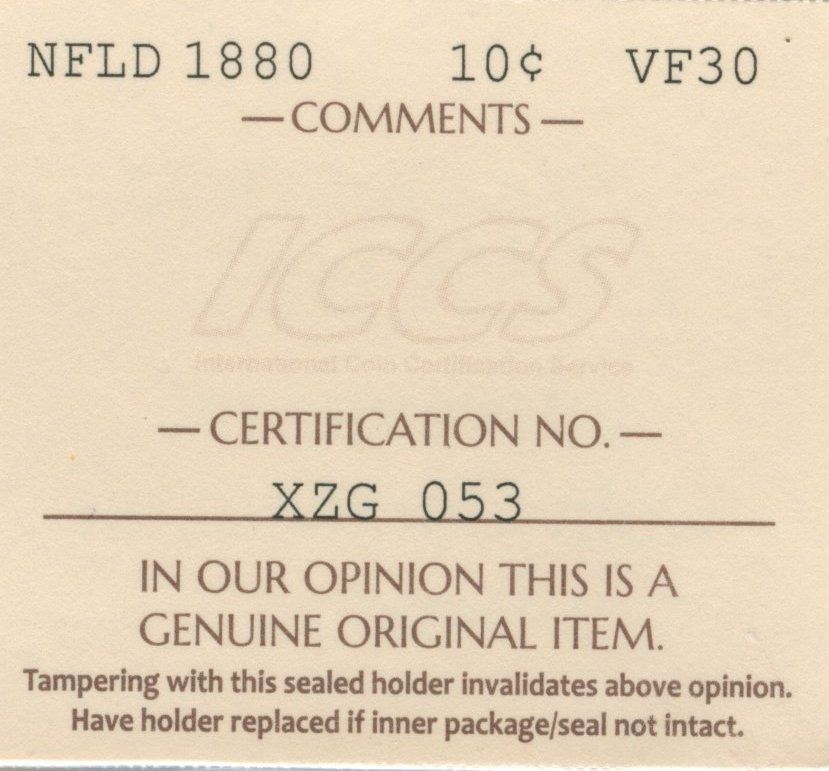 NFLD 1880 10¢ VF30
— COMMENTS —
ICCS
International Coin Certification Service
— CERTIFICATION NO. —
XZG 053
IN OUR OPINION THIS IS A
GENUINE ORIGINAL ITEM.
Tampering with this sealed holder invalidates above opinion.
Have holder replaced if inner package/seal not intact.